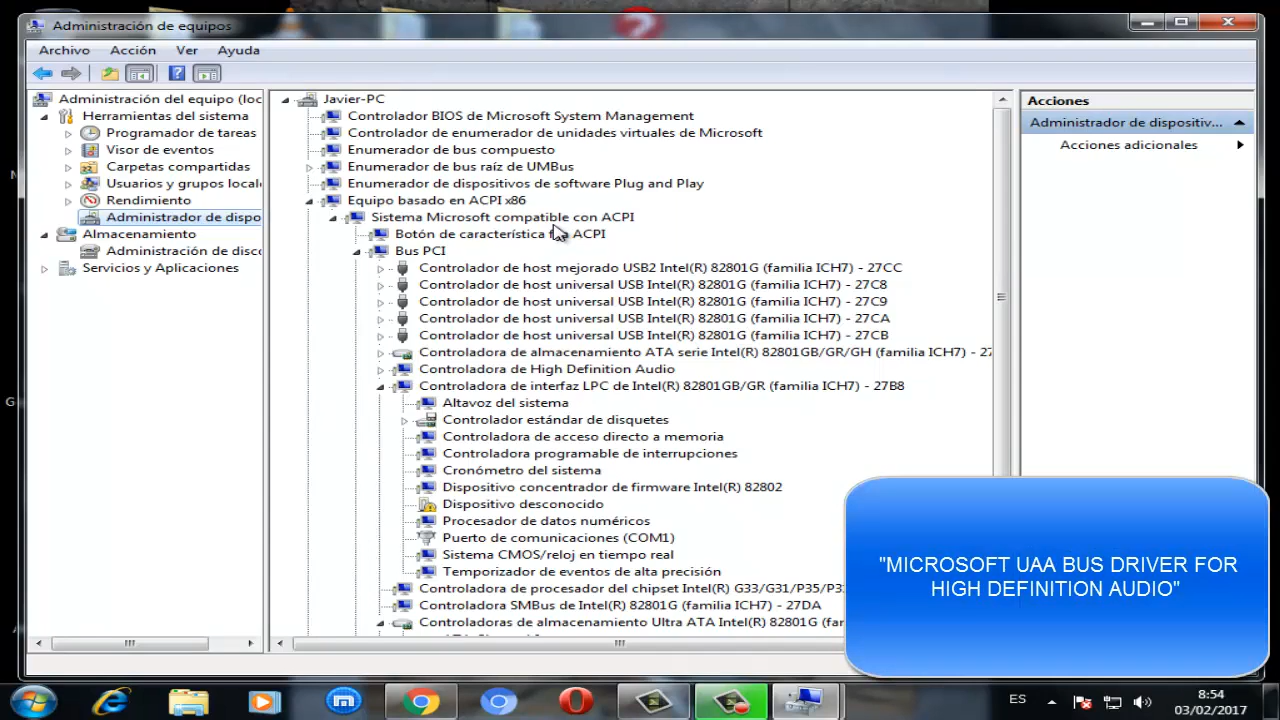 Administración de equipos
Archivo Acción Ver Ayuda
Administración del equipo (loc
Herramientas del sistema
Programador de tareas
Visor de eventos
Carpetas compartidas
Usuarios y grupos locale
Rendimiento
Administrador de dispo
Almacenamiento
Administración de disco
Servicios y Aplicaciones
Javier-PC
Controlador BIOS de Microsoft System Management
Controlador de enumerador de unidades virtuales de Microsoft
Enumerador de bus compuesto
Enumerador de bus raíz de UMBus
Enumerador de dispositivos de software Plug and Play
Equipo basado en ACPI x86
Sistema Microsoft compatible con ACPI
Botón de característica ACPI
Bus PCI
Controlador de host mejorado USB2 Intel(R) 82801G (familia ICH7) - 27CC
Controlador de host universal USB Intel(R) 82801G (familia ICH7) - 27C8
Controlador de host universal USB Intel(R) 82801G (familia ICH7) - 27C9
Controlador de host universal USB Intel(R) 82801G (familia ICH7) - 27CA
Controlador de host universal USB Intel(R) 82801G (familia ICH7) - 27CB
Controladora de almacenamiento ATA serie Intel(R) 82801GB/GR/GH (familia ICH7) - 27
Controladora de High Definition Audio
Controladora de interfaz LPC de Intel(R) 82801GB/GR (familia ICH7) - 27B8
Altavoz del sistema
Controlador estándar de disquetes
Controladora de acceso directo a memoria
Controladora programable de interrupciones
Cronómetro del sistema
Dispositivo concentrador de firmware Intel(R) 82802
Dispositivo desconocido
Procesador de datos numéricos
Puerto de comunicaciones (COM1)
Sistema CMOS/reloj en tiempo real
Temporizador de eventos de alta precisión
Controladora de procesador del chipset Intel(R) G33/G31/P35/P3
Controladora SMBus de Intel(R) 82801G (familia ICH7) - 27DA
Controladoras de almacenamiento Ultra ATA Intel(R) 82801G (far
Acciones
Administrador de dispositiv...
Acciones adicionales
"MICROSOFT UAA BUS DRIVER FOR
HIGH DEFINITION AUDIO"
ES
8:54
03/02/2017